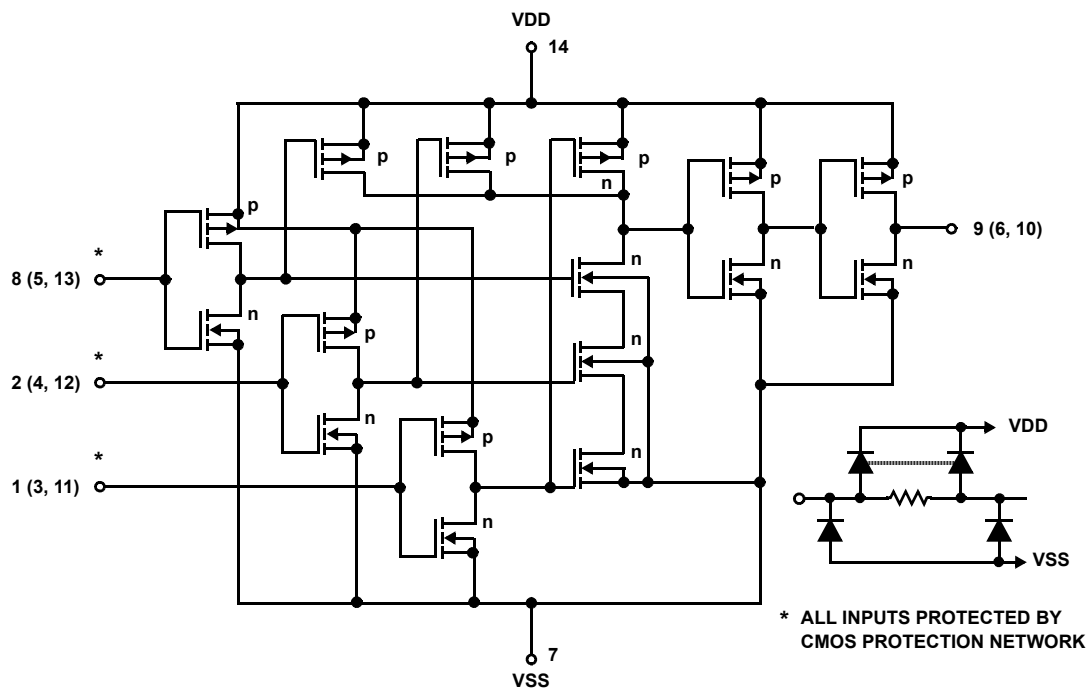 VDD
14
p
p
p
n
p
p
p
*
8 (5, 13)
9 (6, 10)
n
n
n
n
p
n
*
2 (4, 12)
n
p
n
*
1 (3, 11)
n
VDD
VSS
* ALL INPUTS PROTECTED BY
CMOS PROTECTION NETWORK
7
VSS